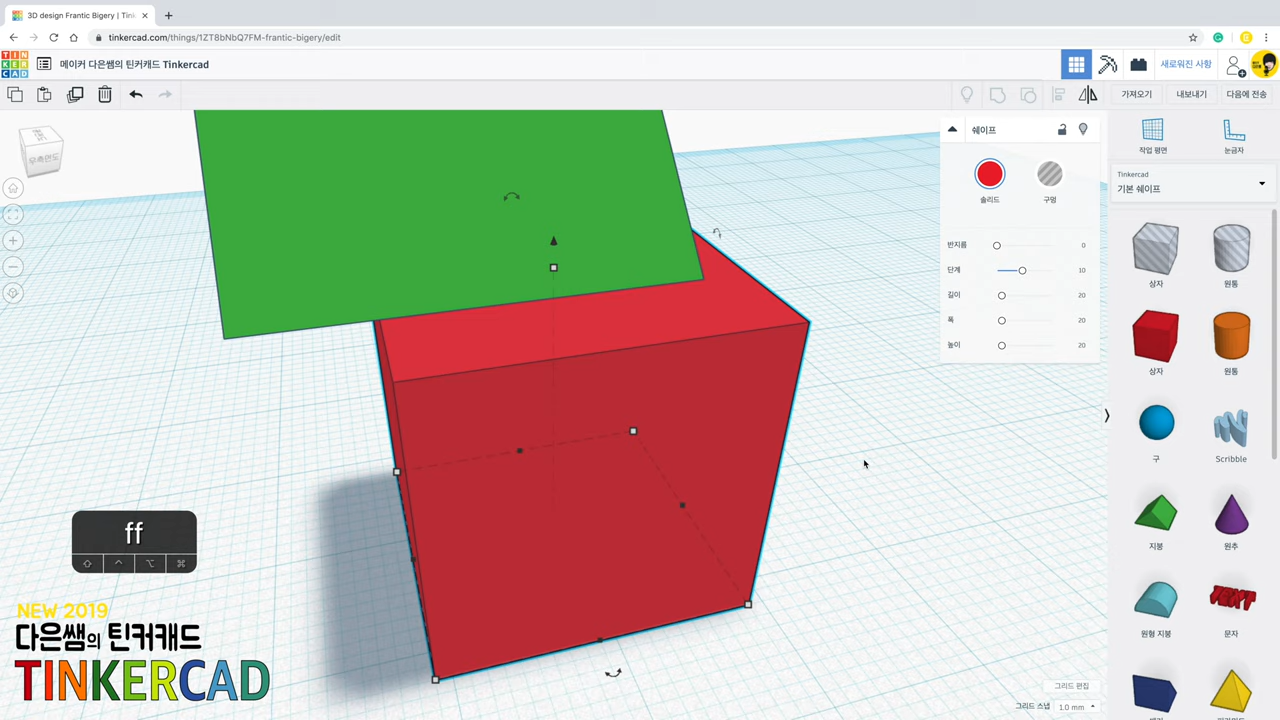 3D design Frantic Bigery | Tink
tinkercad.com/things/1ZT8bNbQ7FM-frantic-bigery/edit
E
TIN
KER
CAD
메이커 다은쌤의 틴커캐드 Tinkercad
새로워진 사항
가져오기
내보내기
다음에 전송
우측면도
쉐이프
솔리드
구멍
반지름 0
단계 10
길이 20
폭 20
높이 20
작업 평면
눈금자
Tinkercad
기본 쉐이프
상자
원통
상자
원통
구
Scribble
지붕
원추
원형 지붕
TEXT
문자
ff
NEW 2019
다은쌤의 틴커캐드
TINKERCAD
그리드 편집
그리드 스냅 1.0 mm